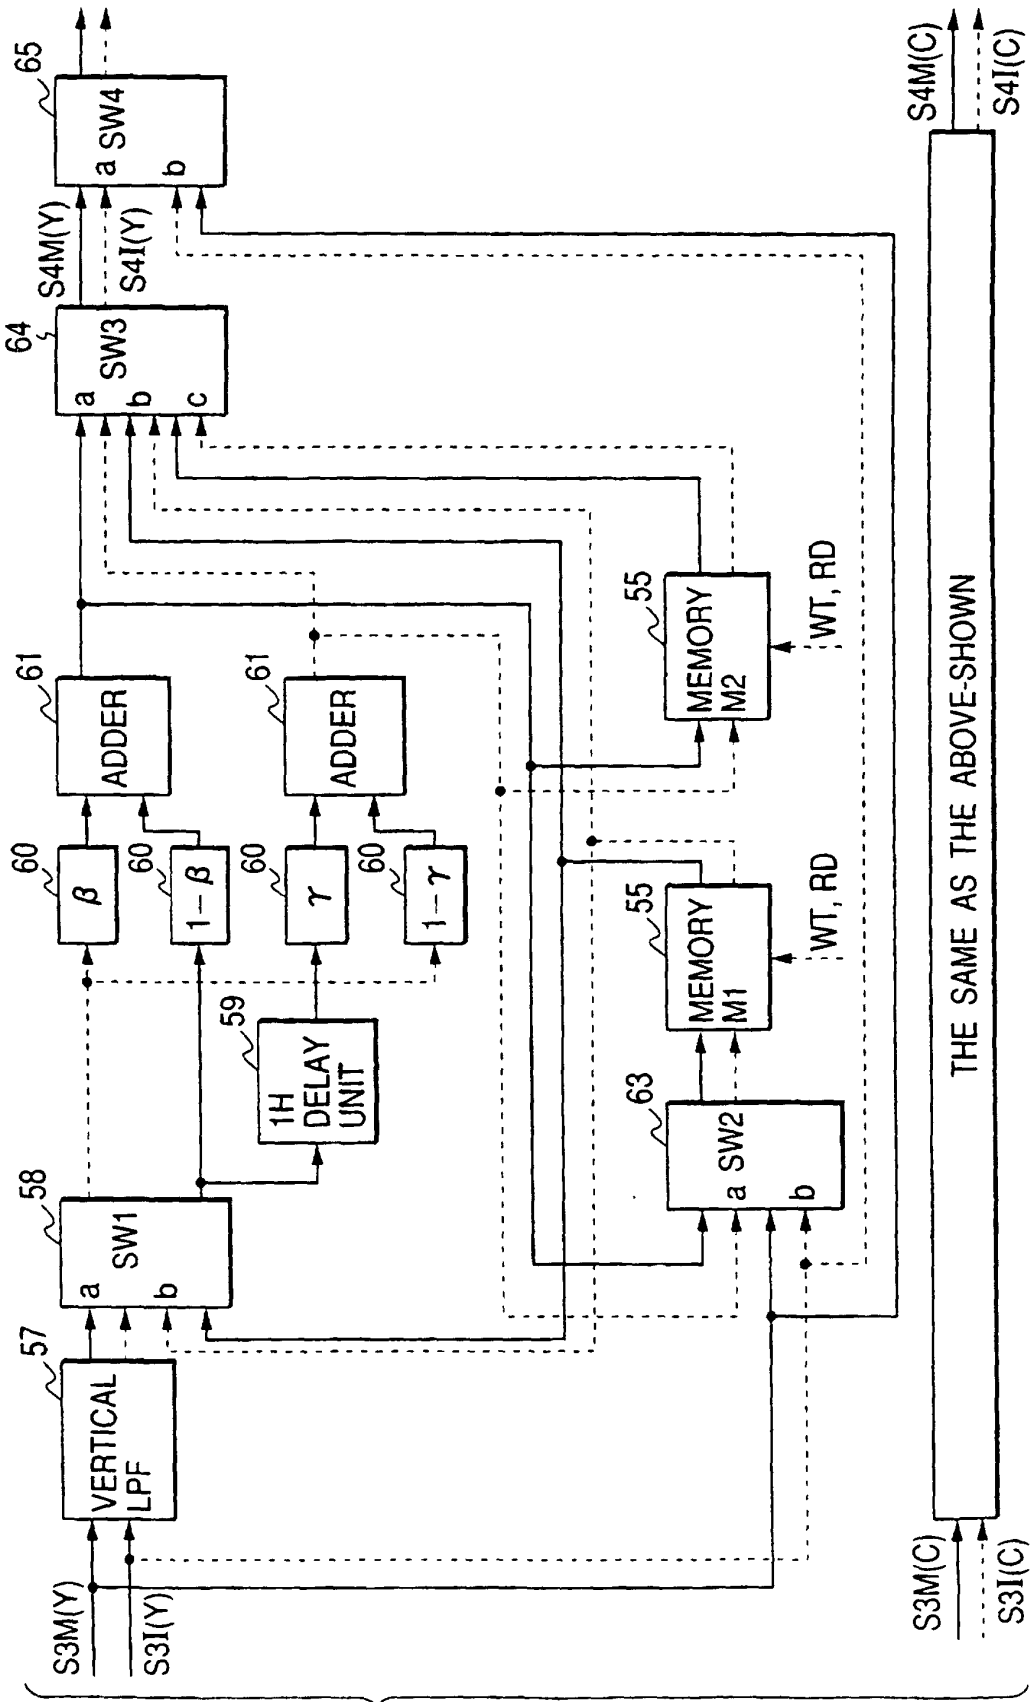 S3M(Y)
S3I(Y)
57
VERTICAL
LPF
58
a
SW1
b
59
1H
DELAY
UNIT
60
β
60
1-β
60
γ
60
1-γ
61
ADDER
61
ADDER
64
a
SW3
b
c
S4M(Y)
S4I(Y)
65
a
SW4
b
63
SW2
a
b
55
MEMORY
M1
WT, RD
55
MEMORY
M2
WT, RD
S3M(C)
S3I(C)
THE SAME AS THE ABOVE-SHOWN
S4M(C)
S4I(C)